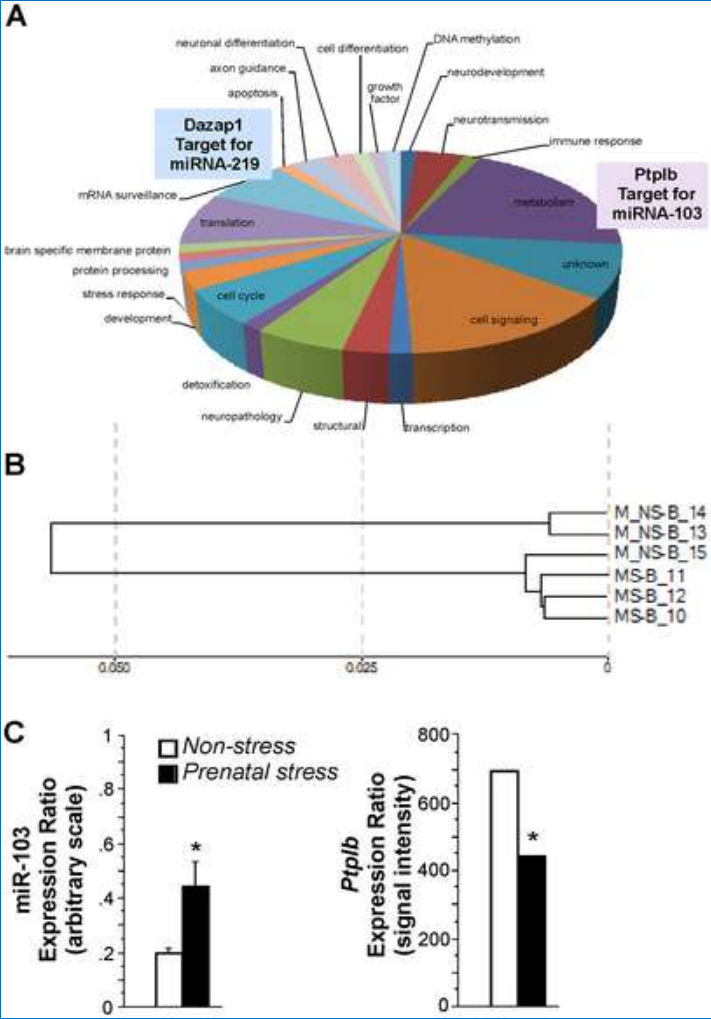 A
neuronal differentiation
cell differentiation
DNA methylation
axon guidance
neurodevelopment
apoptosis
growth
factor
neurotransmission
immune response
Dazap1
Target for
miRNA-219
Ptplb
Target for
miRNA-103
mRNA surveillance
metabolism
translation
brain specific membrane protein
unknown
protein processing
stress response
cell cycle
development
cell signaling
detoxification
neuropathology
structural
transcription
B
M_NS-B_14
M_NS-B_13
M_NS-B_15
MS-B_11
MS-B_12
MS-B_10
0.050
0.025
0
C
Non-stress
Prenatal stress
miR-103
Expression Ratio
(arbitrary scale)
1
.8
.6
.4
.2
0
*
Ptplb
Expression Ratio
(signal intensity)
800
600
400
200
0
*